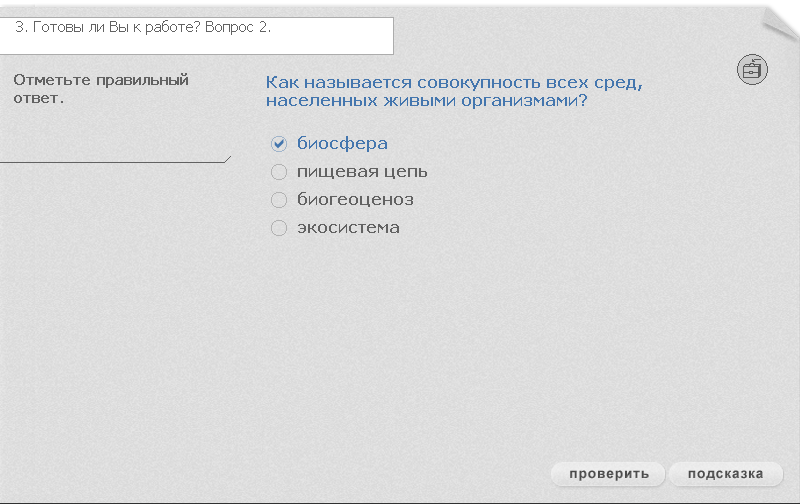 3. Готовы ли Вы к работе? Вопрос 2.
Отметьте правильный
ответ.
Как называется совокупность всех сред,
населенных живыми организмами?
биосфера
пищевая цепь
биогеоценоз
экосистема
проверить
подсказка